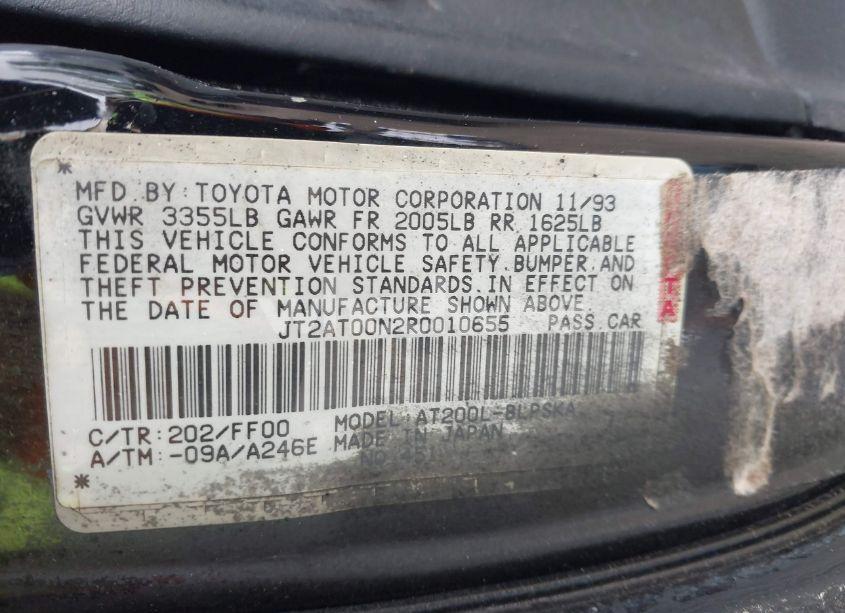 MFD. BY: TOYOTA MOTOR CORPORATION 11/93
GVWR 3355LB GAWR FR 2005LB RR 1625LB
THIS VEHICLE CONFORMS TO ALL APPLICABLE
FEDERAL MOTOR VEHICLE SAFETY. BUMPER. AND
THEFT PREVENTION STANDARDS. IN EFFECT ON
THE DATE OF MANUFACTURE SHOWN ABOVE.
JT2AT00N2R0010655 PASS. CAR
C/TR: 202/FF00 MODEL: AT200L-BLPSKA
A/TM: -09A/A246E MADE IN JAPAN
TA